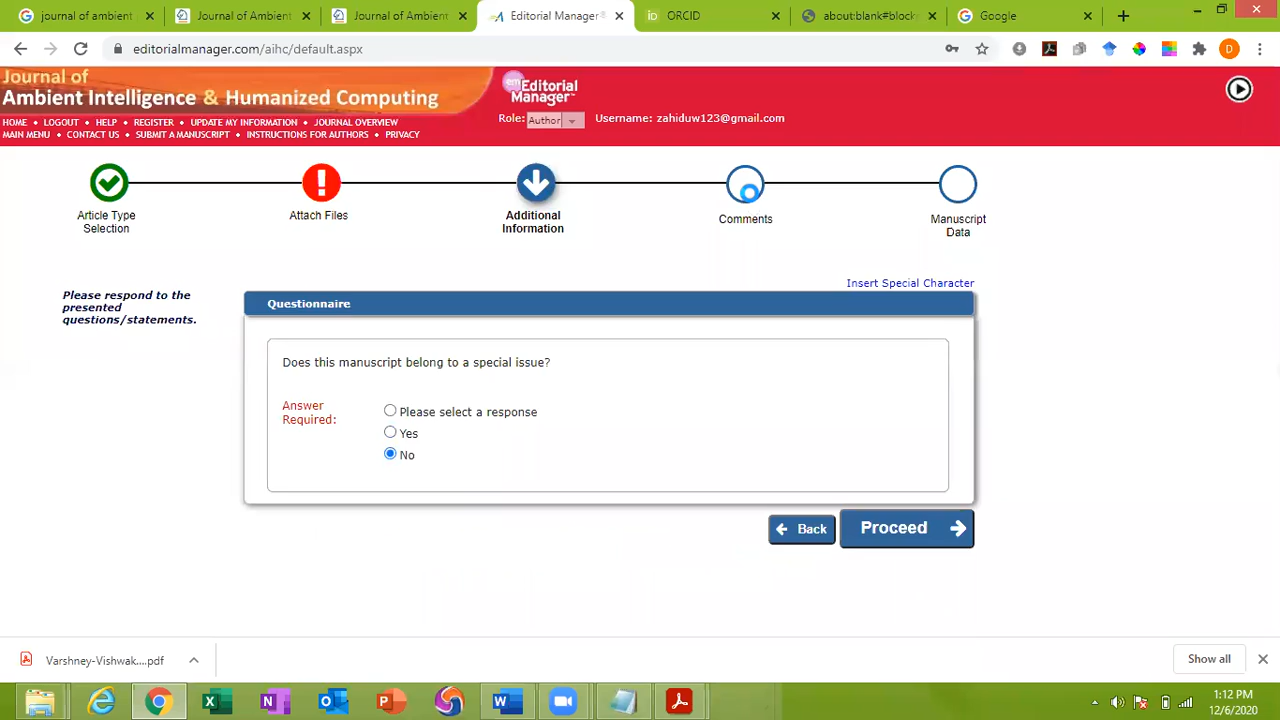 journal of ambient
Journal of Ambient
Journal of Ambient
Editorial Manager®
ORCID
about:blank#block
Google
editorialmanager.com/aihc/default.aspx
D
Journal of
Ambient Intelligence & Humanized Computing
em Editorial
Manager
HOME • LOGOUT • HELP • REGISTER • UPDATE MY INFORMATION • JOURNAL OVERVIEW
MAIN MENU • CONTACT US • SUBMIT A MANUSCRIPT • INSTRUCTIONS FOR AUTHORS • PRIVACY
Role: Author Username: zahiduw123@gmail.com
Article Type
Selection
Attach Files
Additional
Information
Comments
Manuscript
Data
Insert Special Character
Please respond to the
presented
questions/statements.
Questionnaire
Does this manuscript belong to a special issue?
Answer
Required:
Please select a response
Yes
No
Back
Proceed
Varshney-Vishwak....pdf
Show all
1:12 PM
12/6/2020